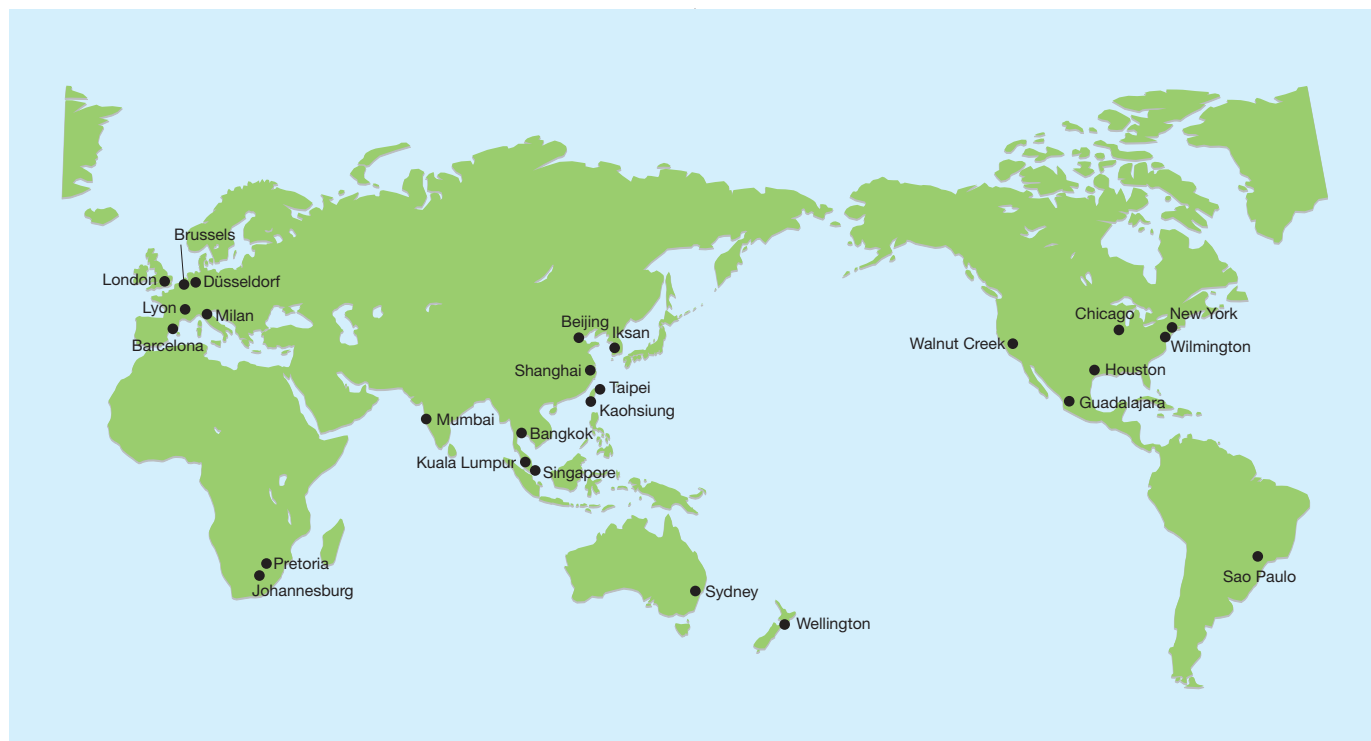 Brussels
London
Düsseldorf
Lyon
Milan
Barcelona
Beijing
Iksan
Shanghai
Taipei
Kaohsiung
Mumbai
Bangkok
Kuala Lumpur
Singapore
Pretoria
Johannesburg
Sydney
Wellington
Chicago
New York
Walnut Creek
Wilmington
Houston
Guadalajara
Sao Paulo